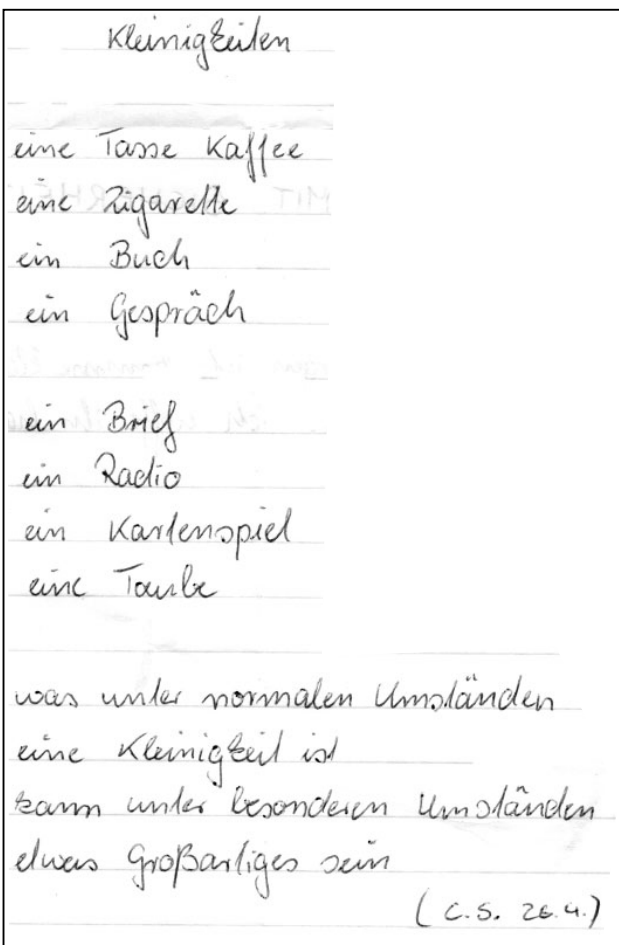 Kleinigkeiten
eine Tasse Kaffee
eine Zigarette
ein Buch
ein Gespräch
ein Brief
ein Radio
ein Kartenspiel
eine Taube
was unter normalen Umständen
eine Kleinigkeit ist
kann unter besonderen Umständen
etwas Großartiges sein
(C.S. 26.4.)